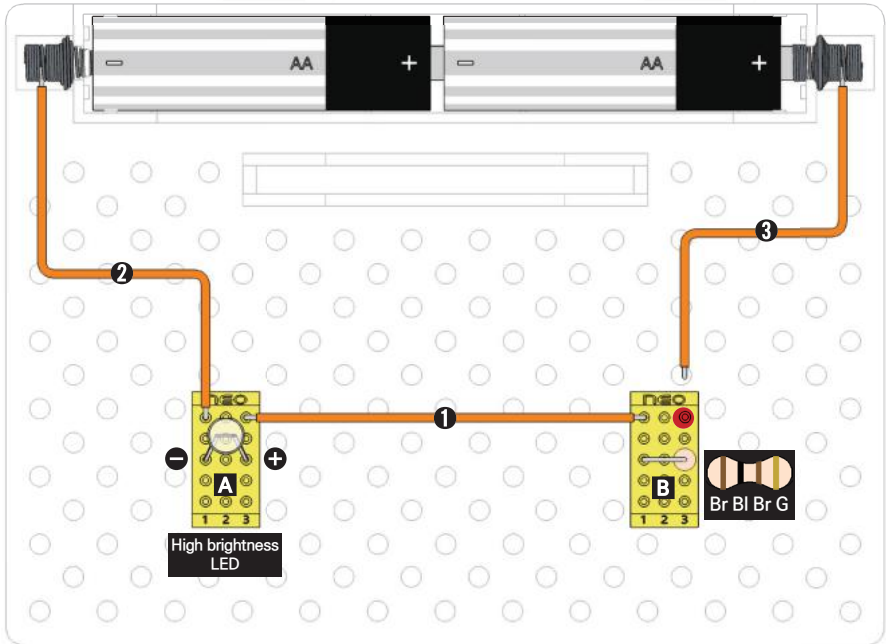 − AA + − AA +
3
2
neo
neo
1
− +
A
B
Br Bl Br G
1 2 3
1 2 3
High brightness
LED